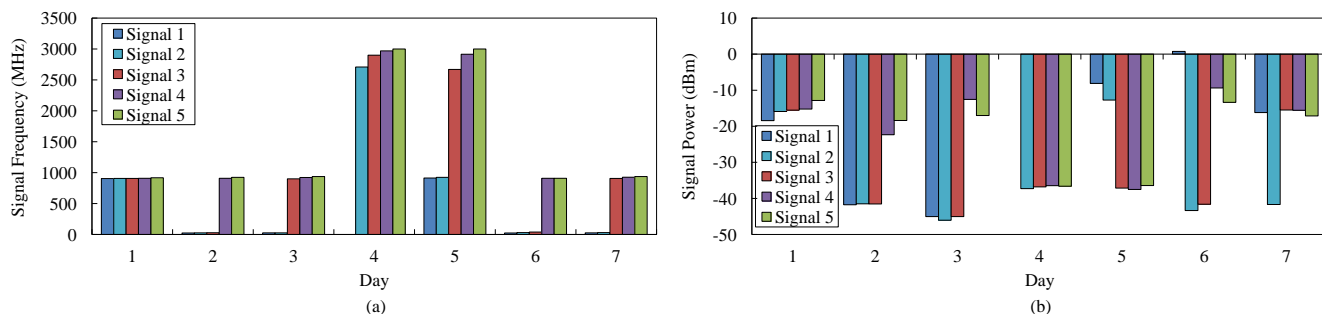 Signal Frequency (MHz)
3500
3000
2500
2000
1500
1000
500
0
Signal 1
Signal 2
Signal 3
Signal 4
Signal 5
1 2 3 4 5 6 7
Day
(a)
Signal Power (dBm)
10
0
-10
-20
-30
-40
-50
Signal 1
Signal 2
Signal 3
Signal 4
Signal 5
1 2 3 4 5 6 7
Day
(b)